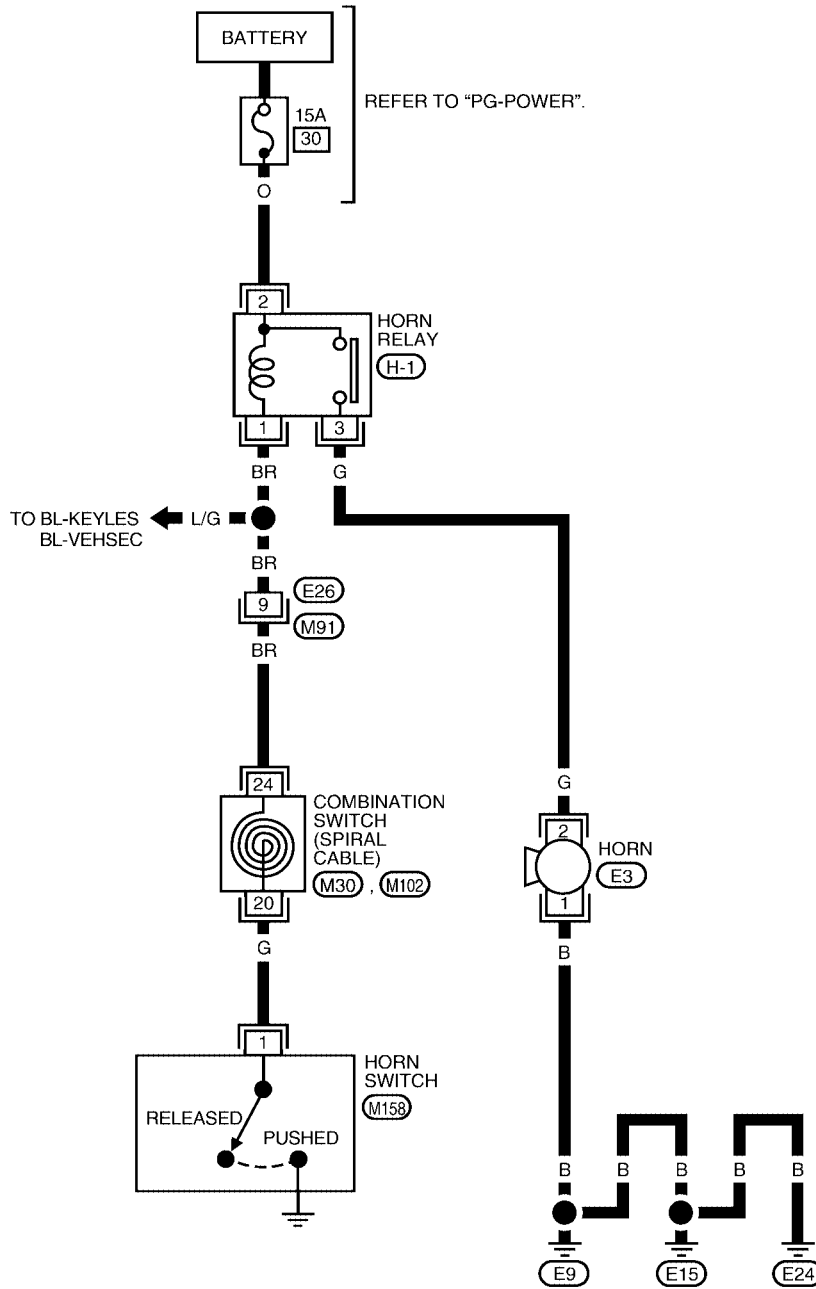 BATTERY
REFER TO “PG-POWER”.
15A
30
O
2
HORN
RELAY
H-1
1
3
BR
G
TO BL-KEYLES
BL-VEHSEC
L/G
BR
9
E26
M91
BR
24
COMBINATION
SWITCH
(SPIRAL
CABLE)
M30 , M102
20
G
G
2
HORN
E3
1
B
1
HORN
SWITCH
M158
RELEASED
PUSHED
B
B
B
B
B
E9
E15
E24